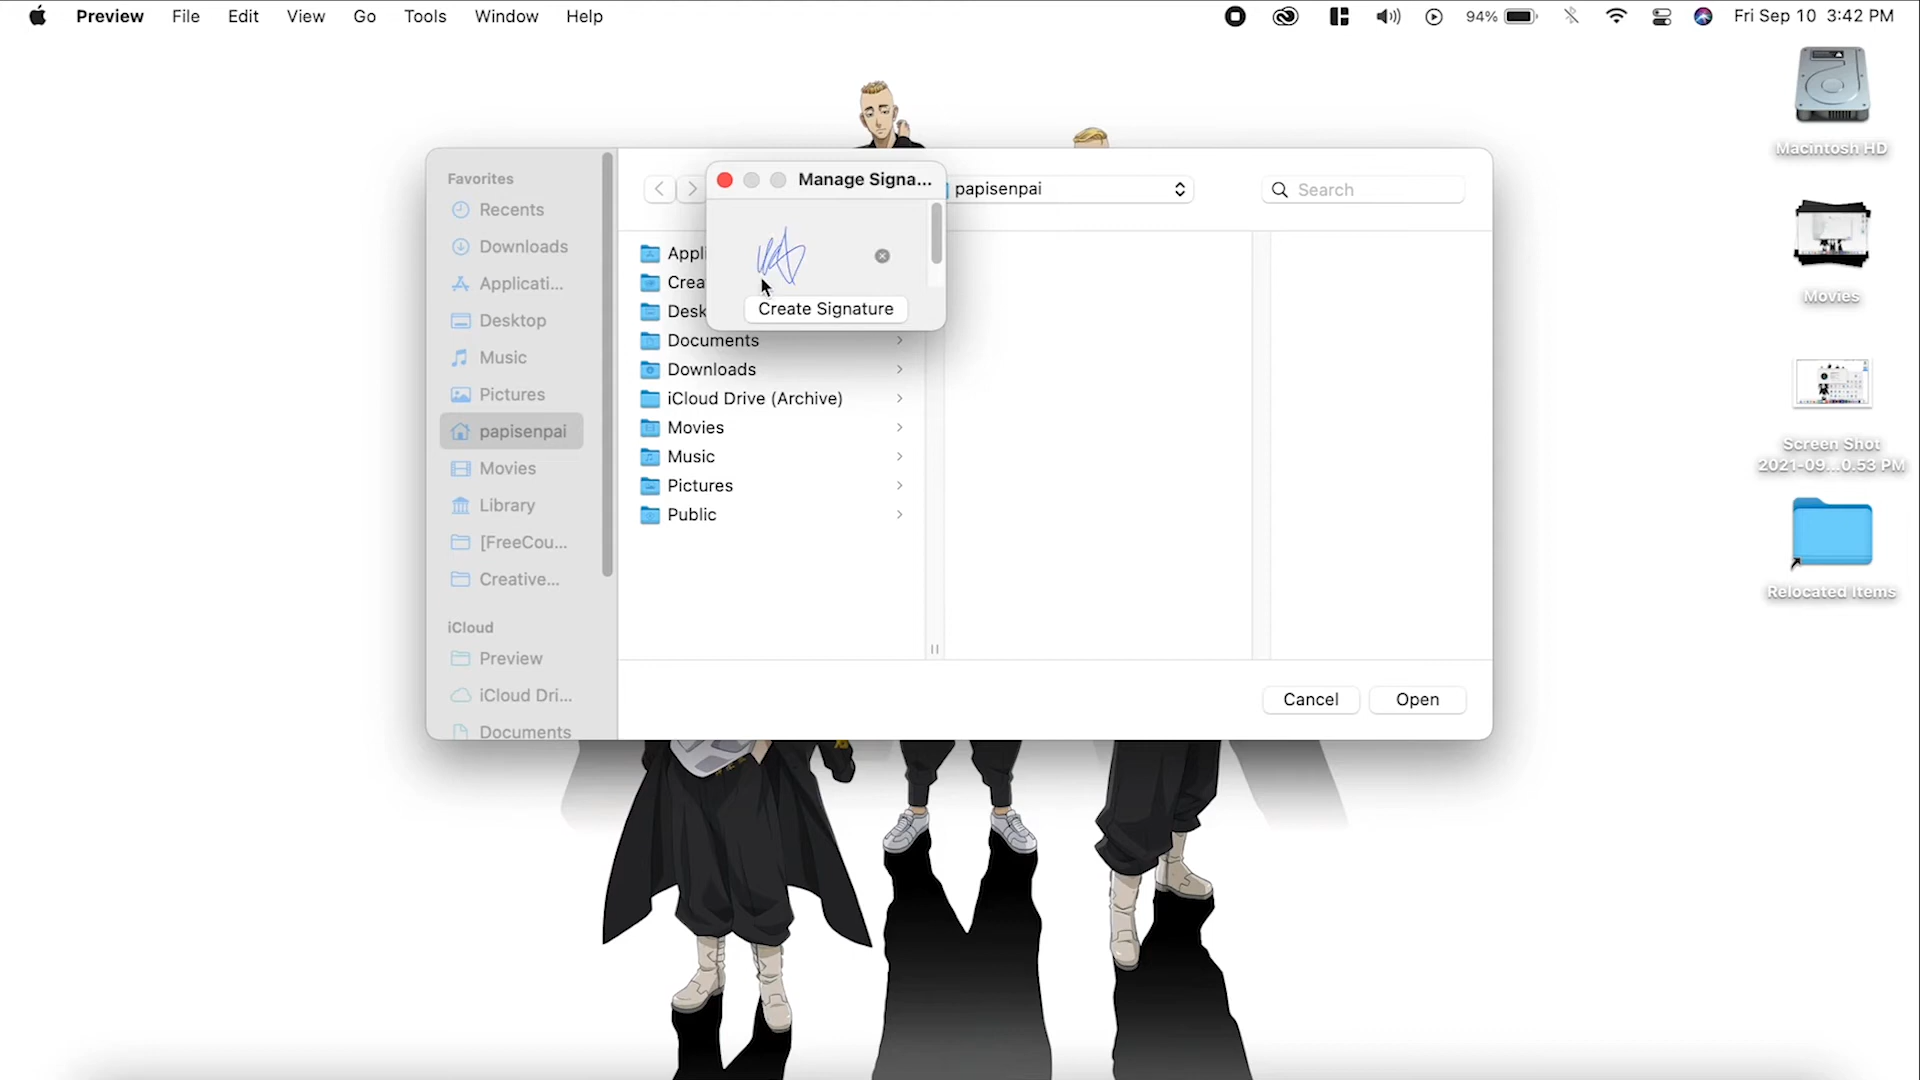 Preview File Edit View Go Tools Window Help
94% Fri Sep 10 3:42 PM
Macintosh HD
Movies
Screen Shot
2021-09...0.53 PM
Relocated Items
Favorites
Recents
Downloads
Applicati...
Desktop
Music
Pictures
papisenpai
Movies
Library
[FreeCou...
Creative...
iCloud
Preview
iCloud Dri...
Documents
Manage Signa...
Create Signature
papisenpai
Search
Appli
Crea
Desk
Documents
Downloads
iCloud Drive (Archive)
Movies
Music
Pictures
Public
Cancel Open